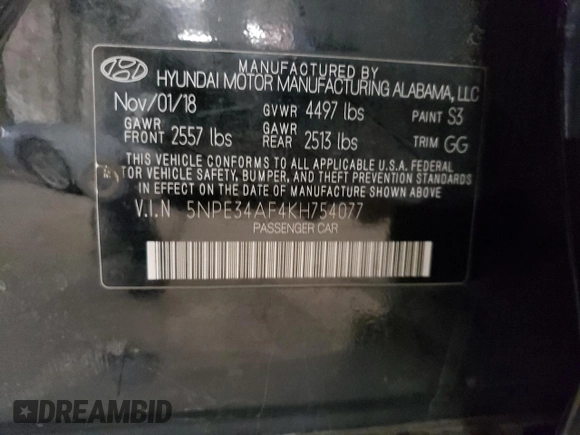 MANUFACTURED BY
HYUNDAI MOTOR MANUFACTURING ALABAMA, LLC
Nov/01/18 GVWR 4497 lbs PAINT S3
GAWR FRONT 2557 lbs GAWR REAR 2513 lbs TRIM GG
THIS VEHICLE CONFORMS TO ALL APPLICABLE U.S.A. FEDERAL
MOTOR VEHICLE SAFETY, BUMPER, AND THEFT PREVENTION STANDARDS
IN EFFECT ON THE DATE OF MANUFACTURE SHOWN ABOVE.
V.I.N 5NPE34AF4KH754077
PASSENGER CAR
DREAMBID